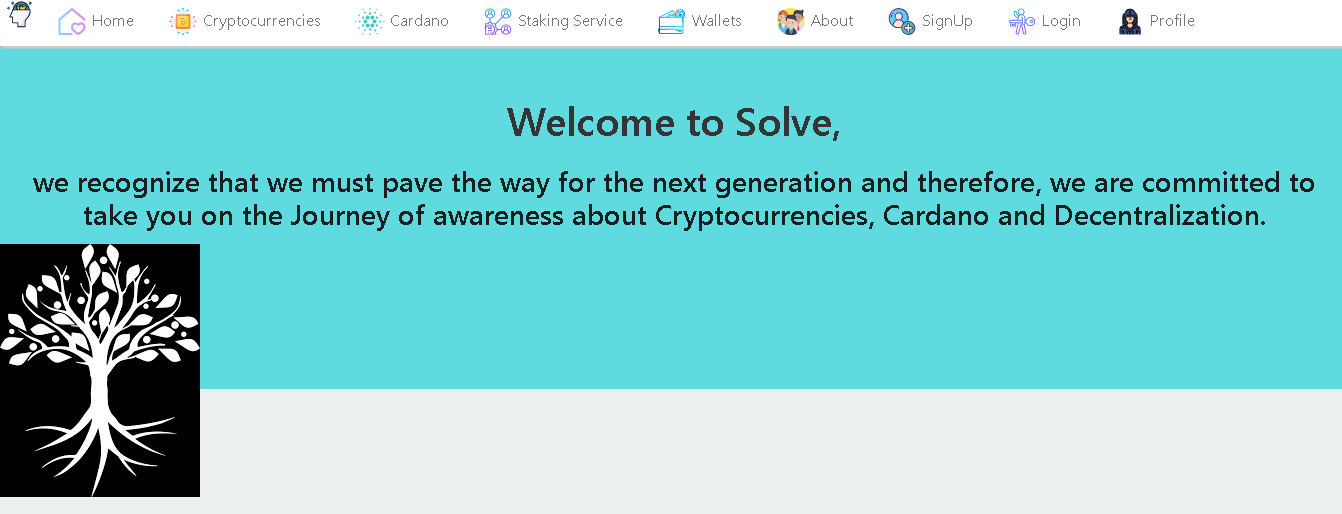 Home Cryptocurrencies Cardano Staking Service Wallets About SignUp Login Profile
Welcome to Solve,
we recognize that we must pave the way for the next generation and therefore, we are committed to
take you on the Journey of awareness about Cryptocurrencies, Cardano and Decentralization.